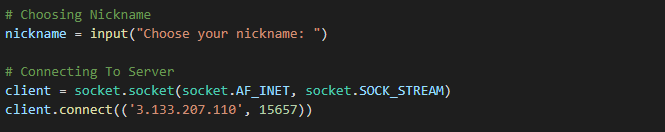 # Choosing Nickname
nickname = input("Choose your nickname: ")
# Connecting To Server
client = socket.socket(socket.AF_INET, socket.SOCK_STREAM)
client.connect(('3.133.207.110', 15657))